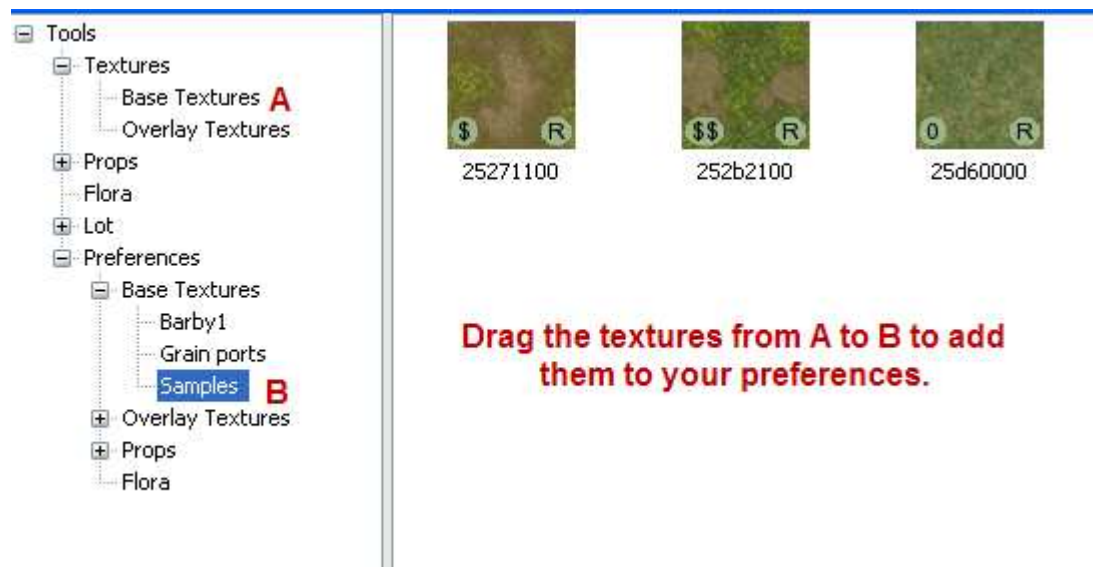 Tools
Textures
Base Textures A
Overlay Textures
Props
Flora
Lot
Preferences
Base Textures
Barby1
Grain ports
Samples B
Overlay Textures
Props
Flora
$ R
$$ R
0 R
25271100
252b2100
25d60000
Drag the textures from A to B to add
them to your preferences.